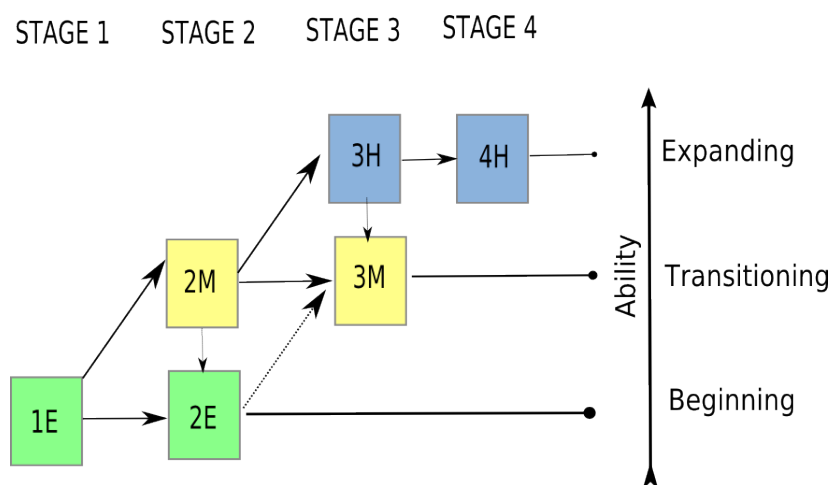 STAGE 1
STAGE 2
STAGE 3
STAGE 4
3H
4H
Expanding
2M
3M
Ability
Transitioning
1E
2E
Beginning